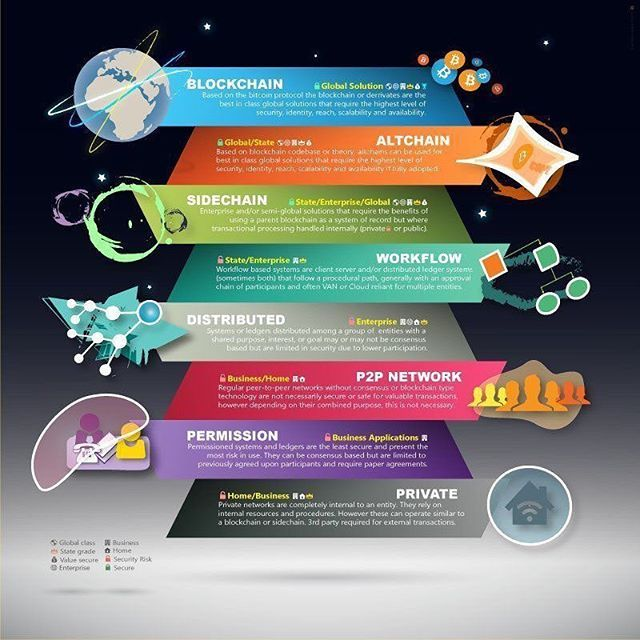 BLOCKCHAIN Global Solution
Based on the bitcoin protocol the blockchain or derivates are the
best in class global solutions that require the highest level of
security, identity, reach, scalability and availability.
Global/State ALTCHAIN
Based on blockchain codebase or theory, altchains can be used for
best in class global solutions that require the highest level of
security, identity, reach, scalability and availability if fully adopted.
SIDECHAIN State/Enterprise/Global
Enterprise and/or semi-global solutions that require the benefits of
using a parent blockchain as a system of record but where
transactional processing handled internally (private or public).
State/Enterprise WORKFLOW
Workflow based systems are client server and/or distributed ledger systems
(sometimes both) that follow a procedural path, generally with an approval
chain of participants and often VAN or Cloud reliant for multiple entities.
DISTRIBUTED Enterprise
Systems or ledgers distributed among a group of entities with a
shared purpose, interest, or goal may or may not be consensus
based but are limited in security due to lower participation.
Business/Home P2P NETWORK
Regular peer-to-peer networks without consensus or blockchain type
technology are not necessarily secure or safe for valuable transactions,
however depending on their combined purpose, this is not necessary.
PERMISSION Business Applications
Permissioned systems and ledgers are the least secure and present the
most risk in use. They can be consensus based but are limited to
previously agreed upon participants and require paper agreements.
Home/Business PRIVATE
Private networks are completely internal to an entity. They rely on
internal resources and procedures. However these can operate similar to
a blockchain or sidechain. 3rd party required for external transactions.
Global class Business
State grade Home
Value secure Security Risk
Enterprise Secure